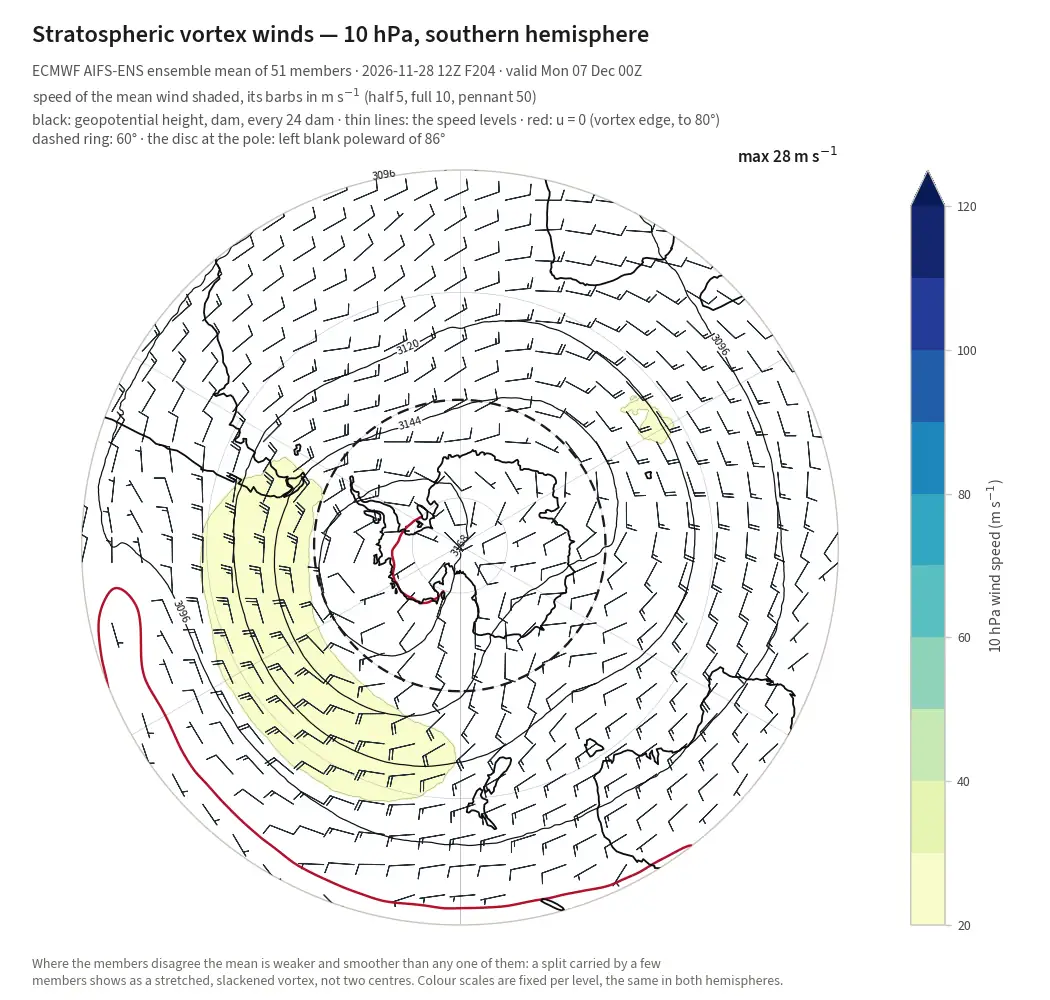 Stratospheric vortex winds — 10 hPa, southern hemisphere
ECMWF AIFS-ENS ensemble mean of 51 members · 2026-11-28 12Z F204 · valid Mon 07 Dec 00Z
speed of the mean wind shaded, its barbs in m s⁻¹ (half 5, full 10, pennant 50)
black: geopotential height, dam, every 24 dam · thin lines: the speed levels · red: u = 0 (vortex edge, to 80°)
dashed ring: 60° · the disc at the pole: left blank poleward of 86°
max 28 m s⁻¹
3096
3120
3096
3144
3168
3096
120
100
80
60
40
20
10 hPa wind speed (m s⁻¹)
Where the members disagree the mean is weaker and smoother than any one of them: a split carried by a few
members shows as a stretched, slackened vortex, not two centres. Colour scales are fixed per level, the same in both hemispheres.